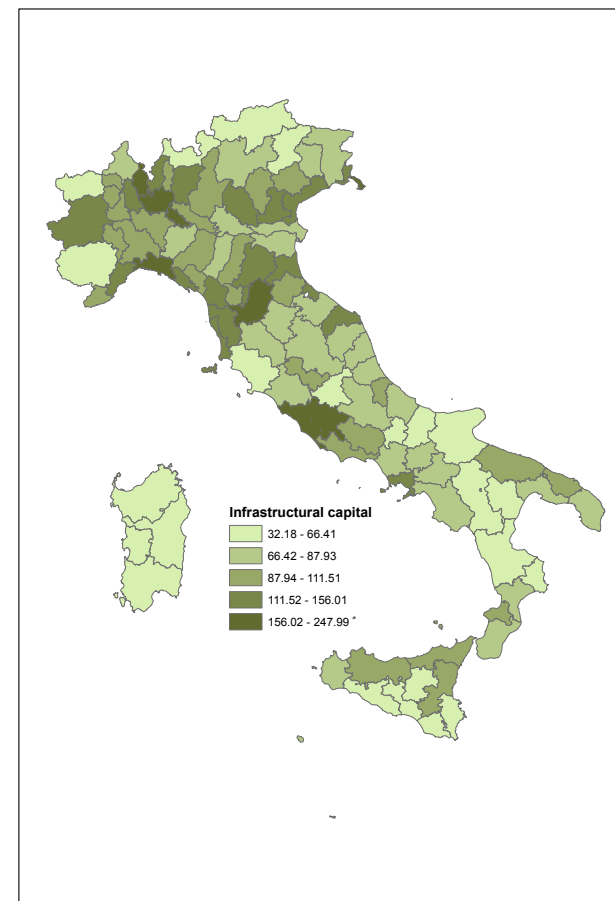 Infrastructural capital
32.18 - 66.41
66.42 - 87.93
87.94 - 111.51
111.52 - 156.01
156.02 - 247.99